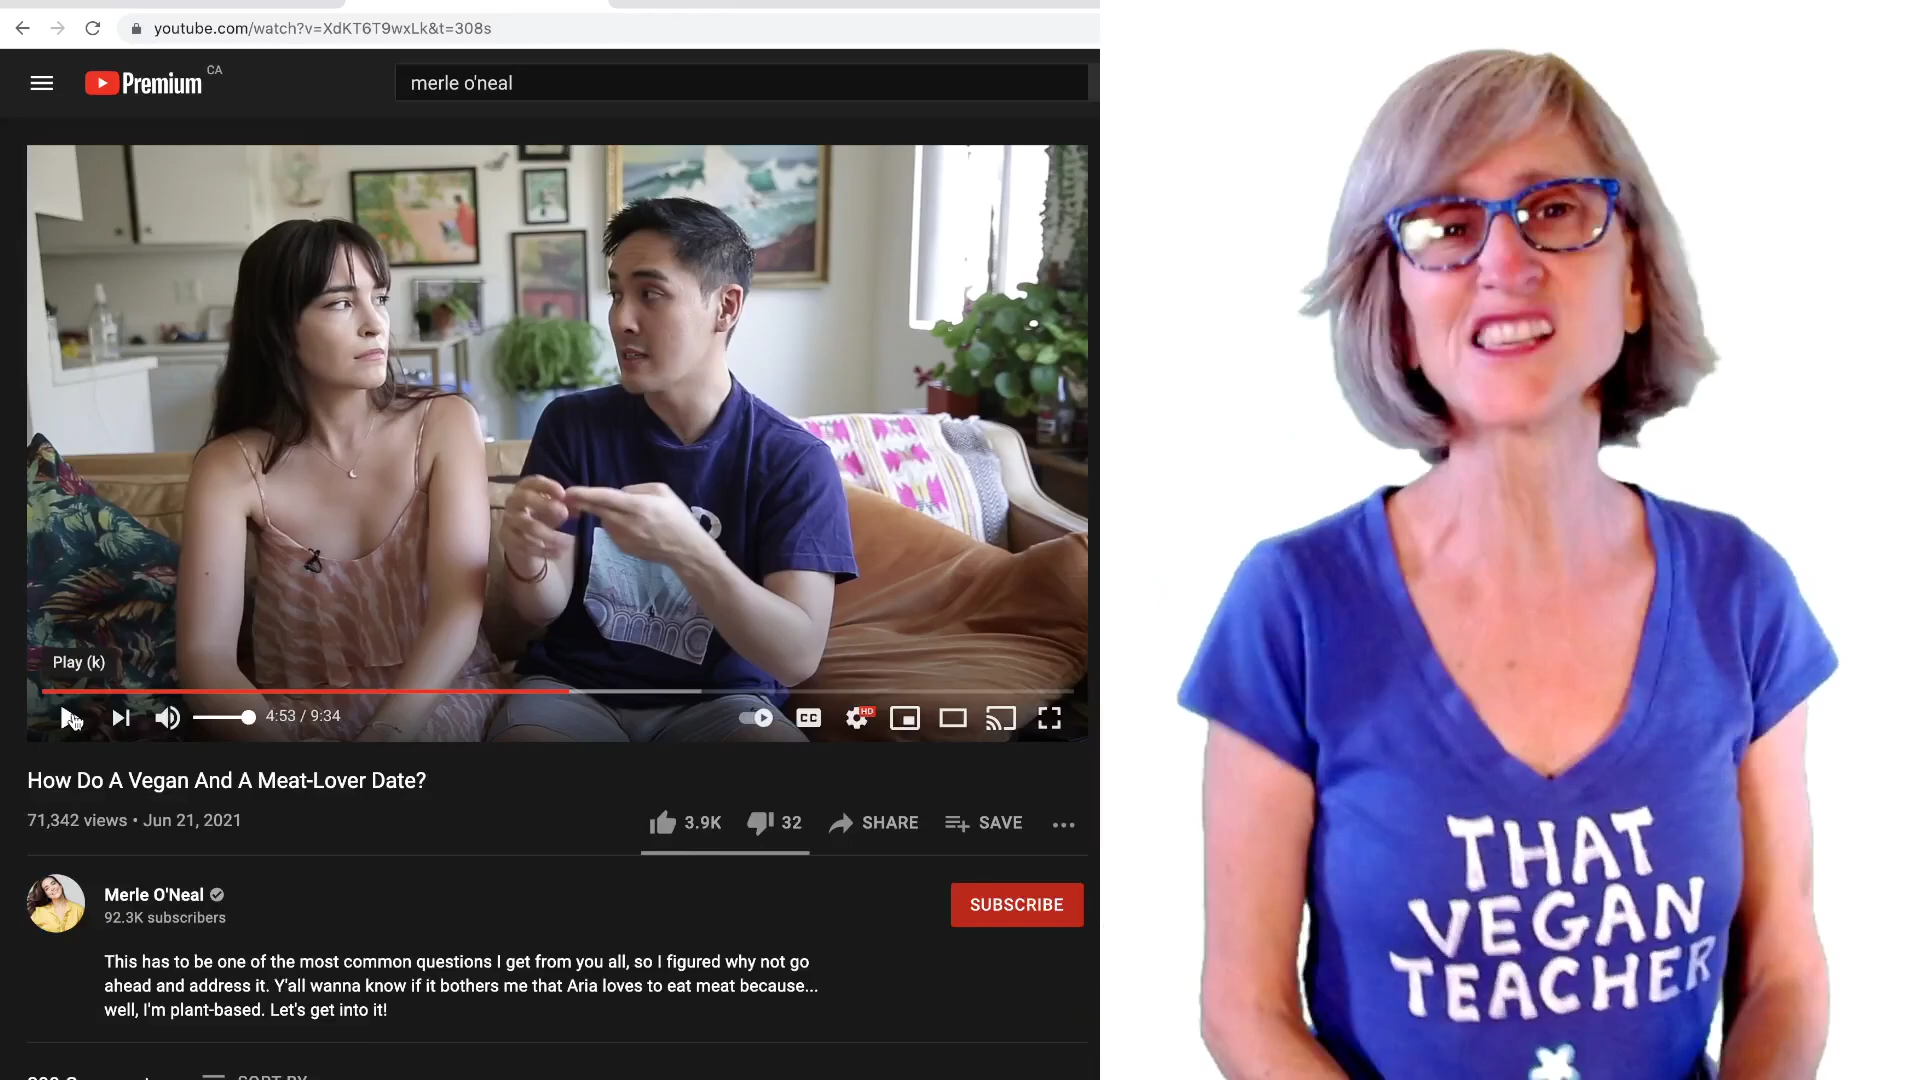 youtube.com/watch?v=XdKT6T9wxLk&t=308s
Premium CA
merle o'neal
Play (k)
4:53 / 9:34
CC
HD
How Do A Vegan And A Meat-Lover Date?
71,342 views • Jun 21, 2021
3.9K
32
SHARE
SAVE
Merle O'Neal
92.3K subscribers
SUBSCRIBE
This has to be one of the most common questions I get from you all, so I figured why not go
ahead and address it. Y'all wanna know if it bothers me that Aria loves to eat meat because...
well, I'm plant-based. Let's get into it!
SORT BY
THAT
VEGAN
TEACHER